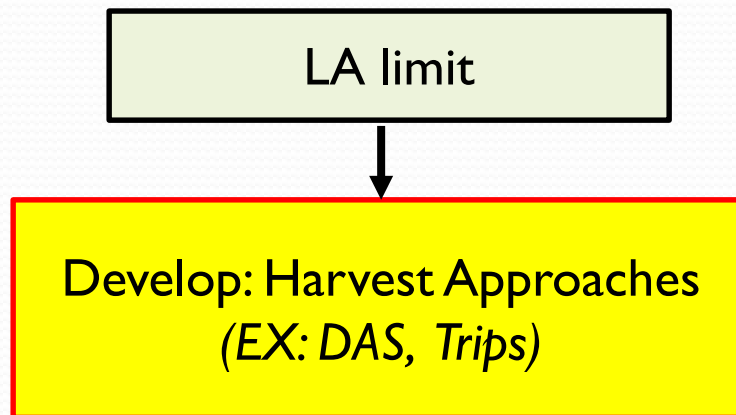 LA limit
Develop: Harvest Approaches
(EX: DAS, Trips)